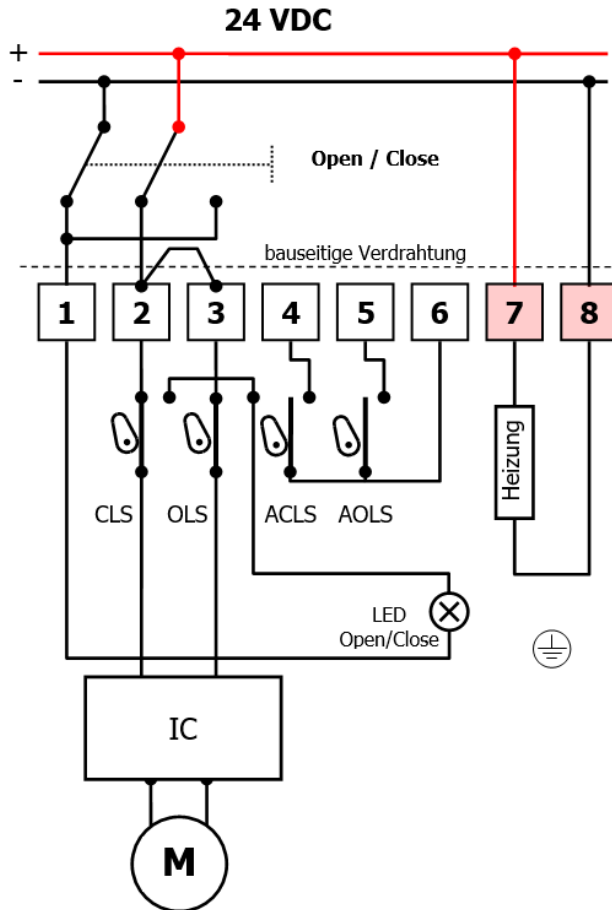 24 VDC
+
-
Open / Close
bauseitige Verdrahtung
1 2 3 4 5 6 7 8
Heizung
CLS OLS ACLS AOLS
LED
Open/Close
IC
M